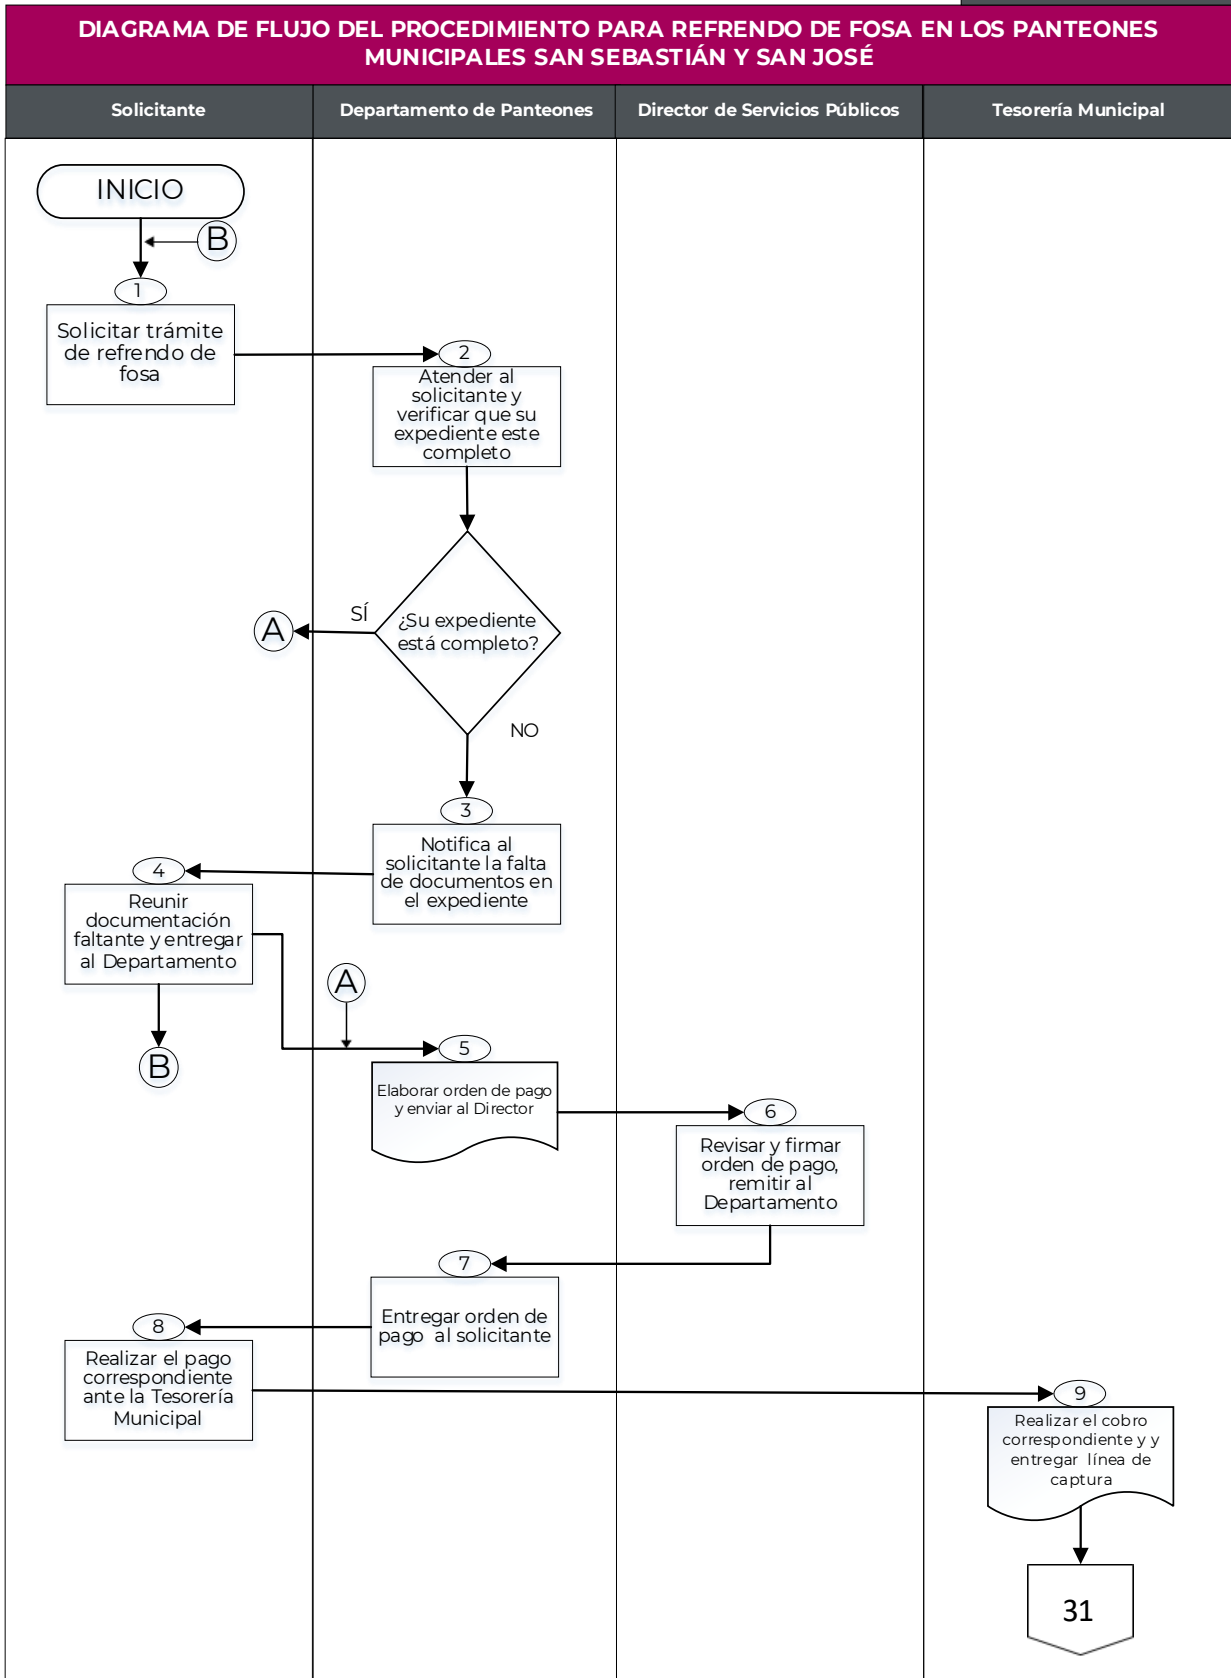 DIAGRAMA DE FLUJO DEL PROCEDIMIENTO PARA REFRENDO DE FOSA EN LOS PANTEONES
MUNICIPALES SAN SEBASTIÁN Y SAN JOSÉ
Solicitante
Departamento de Panteones
Director de Servicios Públicos
Tesorería Municipal
INICIO
B
1
Solicitar trámite
de refrendo de
fosa
2
Atender al
solicitante y
verificar que su
expediente este
completo
¿Su expediente
está completo?
SÍ
A
NO
3
Notifica al
solicitante la falta
de documentos en
el expediente
4
Reunir
documentación
faltante y entregar
al Departamento
B
A
5
Elaborar orden de pago
y enviar al Director
6
Revisar y firmar
orden de pago,
remitir al
Departamento
7
Entregar orden de
pago al solicitante
8
Realizar el pago
correspondiente
ante la Tesorería
Municipal
9
Realizar el cobro
correspondiente y y
entregar línea de
captura
31